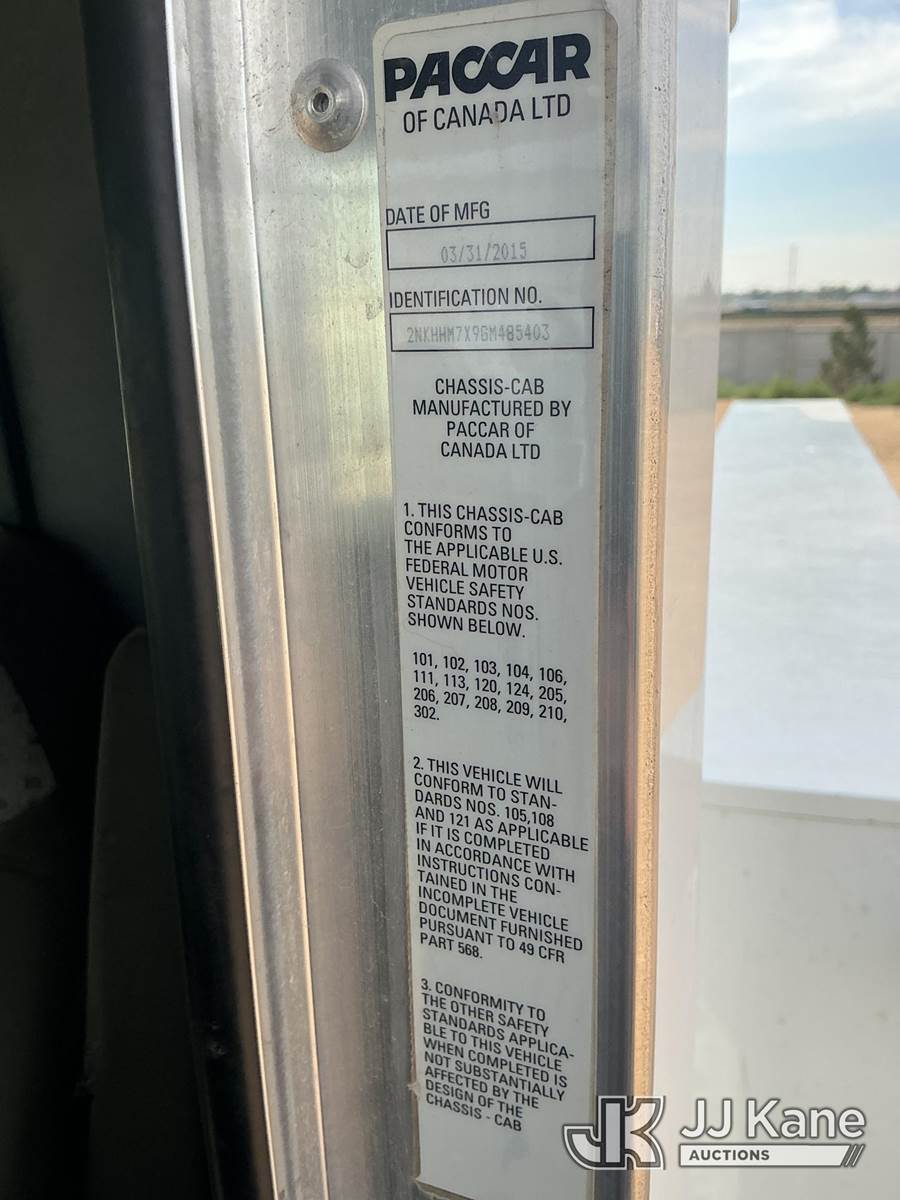 PACCAR
OF CANADA LTD
DATE OF MFG
03/31/2015
IDENTIFICATION NO.
2NKHHM7X9GM485403
CHASSIS-CAB
MANUFACTURED BY
PACCAR OF
CANADA LTD
1. THIS CHASSIS-CAB
CONFORMS TO
THE APPLICABLE U.S.
FEDERAL MOTOR
VEHICLE SAFETY
STANDARDS NOS.
SHOWN BELOW.
101, 102, 103, 104, 106,
111, 113, 120, 124, 205,
206, 207, 208, 209, 210,
302.
2. THIS VEHICLE WILL
CONFORM TO STAN-
DARDS NOS. 105,108
AND 121 AS APPLICABLE
IF IT IS COMPLETED
IN ACCORDANCE WITH
INSTRUCTIONS CON-
TAINED IN THE
INCOMPLETE VEHICLE
DOCUMENT FURNISHED
PURSUANT TO 49 CFR
PART 568.
3. CONFORMITY TO
THE OTHER SAFETY
STANDARDS APPLICA-
BLE TO THIS VEHICLE
WHEN COMPLETED IS
NOT SUBSTANTIALLY
AFFECTED BY THE
DESIGN OF THE
CHASSIS - CAB
JK JJ Kane
AUCTIONS